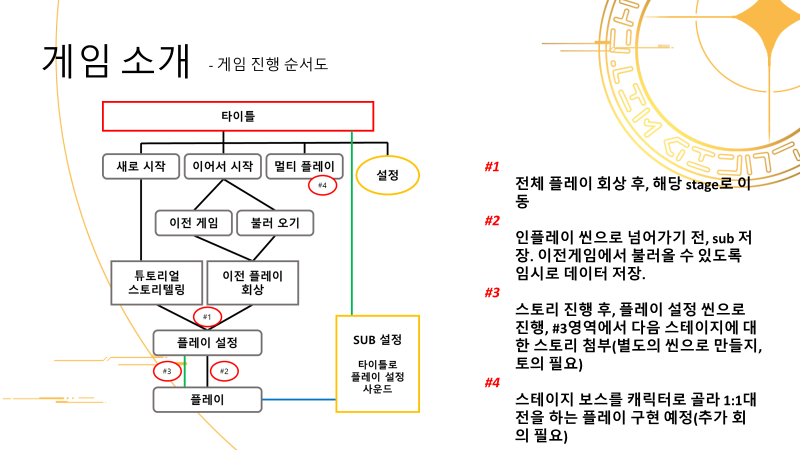 게임 소개 - 게임 진행 순서도
타이틀
새로 시작
이어서 시작
멀티 플레이
#4
설정
이전 게임
불러 오기
튜토리얼
스토리텔링
이전 플레이
회상
#1
플레이 설정
#3
#2
플레이
SUB 설정
타이틀로
플레이 설정
사운드
#1
전체 플레이 회상 후, 해당 stage로 이
동
#2
인플레이 씬으로 넘어가기 전, sub 저
장. 이전게임에서 불러올 수 있도록
임시로 데이터 저장.
#3
스토리 진행 후, 플레이 설정 씬으로
진행, #3영역에서 다음 스테이지에 대
한 스토리 첨부(별도의 씬으로 만들지,
토의 필요)
#4
스테이지 보스를 캐릭터로 골라 1:1대
전을 하는 플레이 구현 예정(추가 회
의 필요)